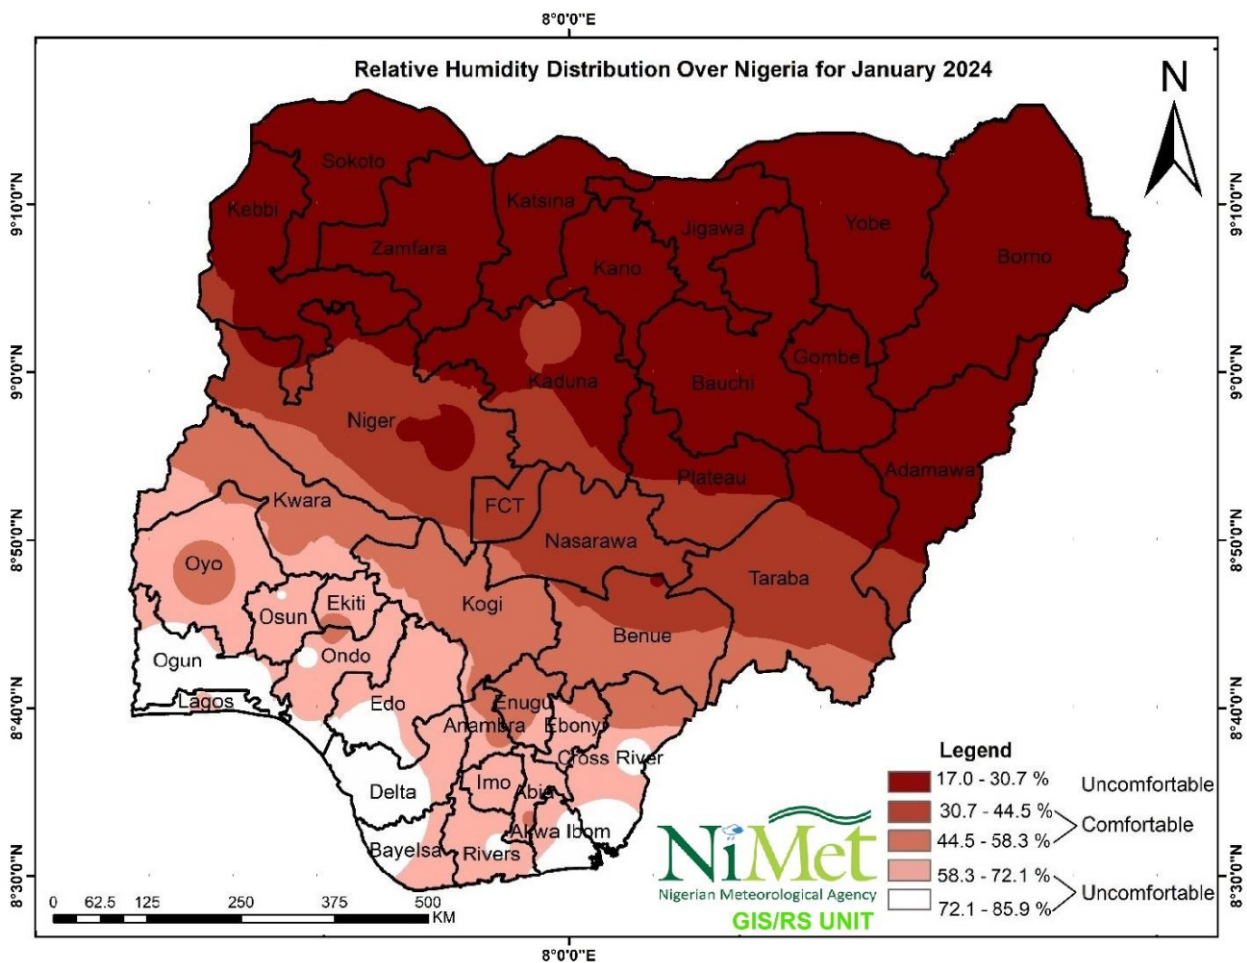 8°0'0"E
Relative Humidity Distribution Over Nigeria for January 2024
N
9°10'0"N
9°10'0"N
Sokoto
Kebbi
Katsina
Zamfara
Jigawa
Yobe
Kano
Borno
9°0'0"N
9°0'0"N
Gombe
Kaduna
Bauchi
Niger
Adamawa
Plateau
Kwara
FCT
8°50'0"N
8°50'0"N
Nasarawa
Oyo
Taraba
Ekiti
Kogi
Osun
Benue
Ogun
Ondo
8°40'0"N
8°40'0"N
Lagos
Edo
Enugu
Anambra
Ebonyi
Cross River
Imo
Abia
Delta
Akwa Ibom
Bayelsa
Rivers
Legend
17.0 - 30.7 % Uncomfortable
30.7 - 44.5 %
Comfortable
44.5 - 58.3 %
58.3 - 72.1 %
Uncomfortable
72.1 - 85.9 %
NiMet
Nigerian Meteorological Agency
GIS/RS UNIT
8°30'0"N
8°30'0"N
0 62.5 125 250 375 500
KM
8°0'0"E